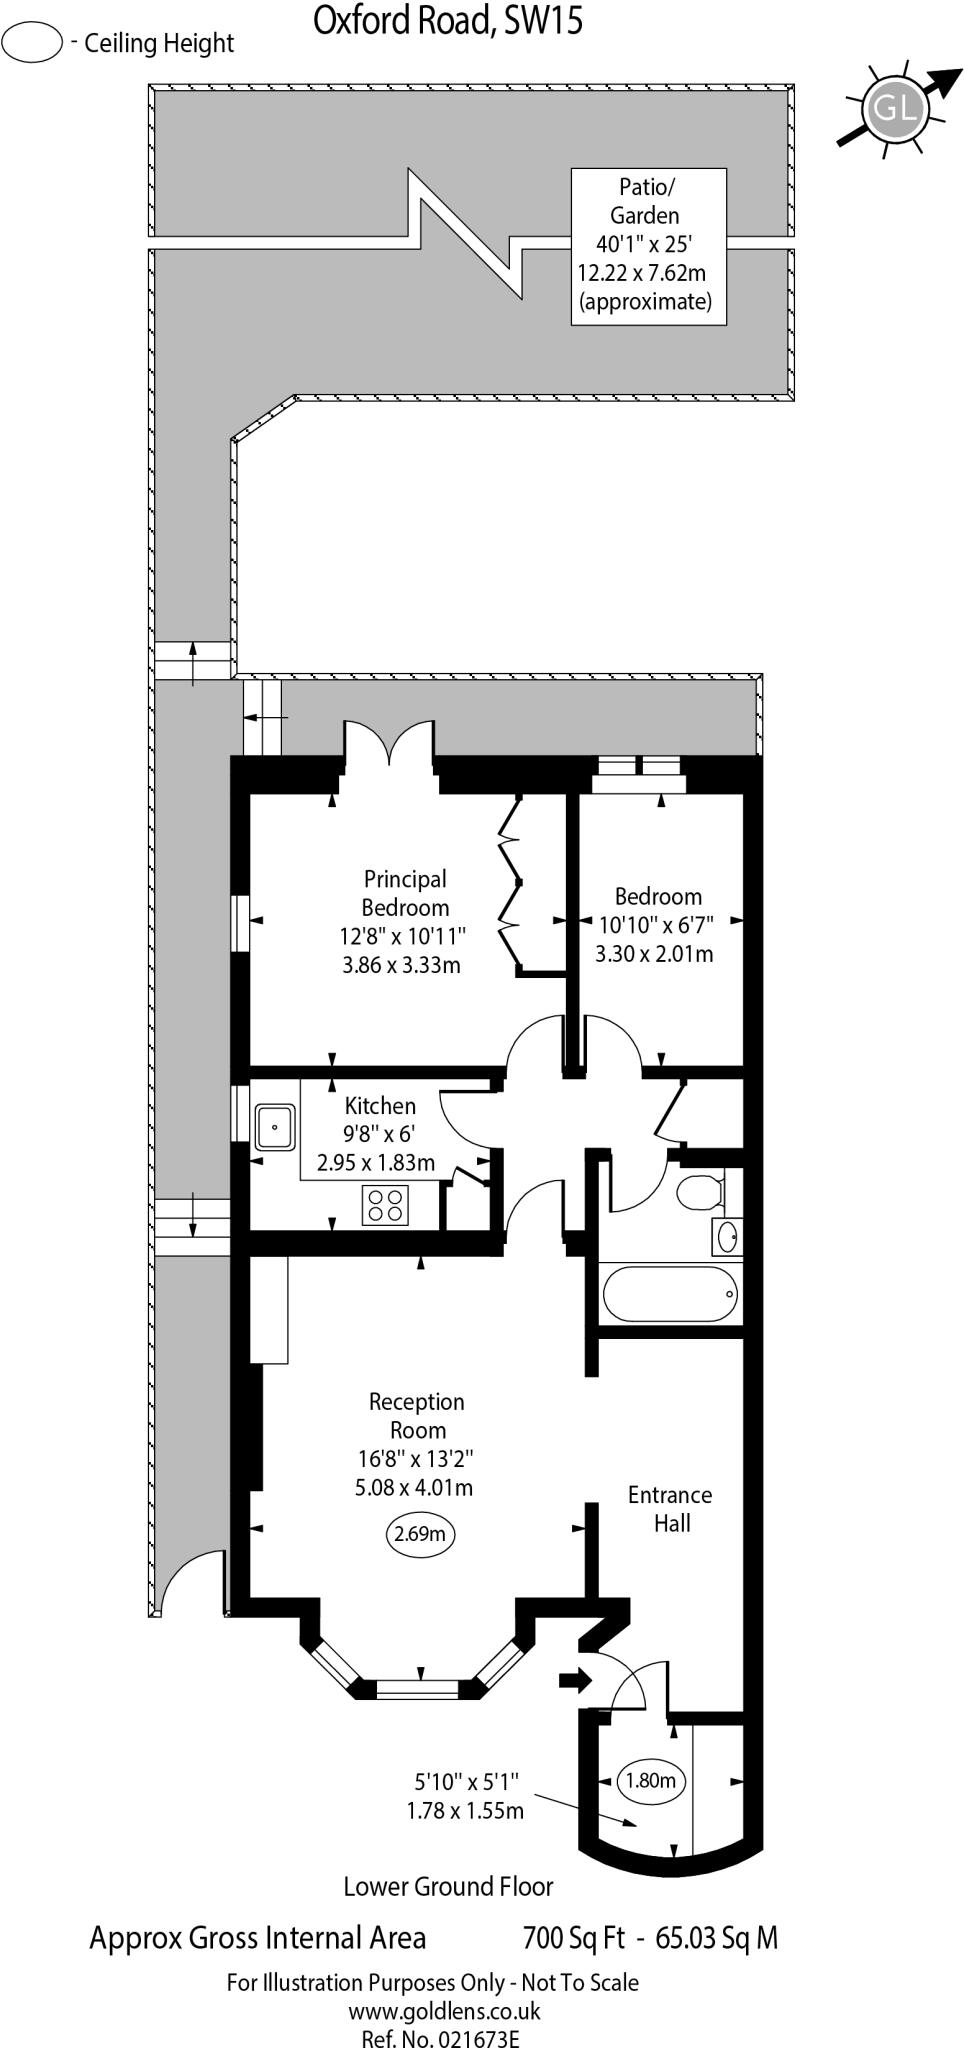 Oxford Road, SW15
- Ceiling Height
GL
Patio/
Garden
40'1" x 25'
12.22 x 7.62m
(approximate)
Principal
Bedroom
12'8" x 10'11"
3.86 x 3.33m
Bedroom
10'10" x 6'7"
3.30 x 2.01m
Kitchen
9'8" x 6'
2.95 x 1.83m
Reception
Room
16'8" x 13'2"
5.08 x 4.01m
2.69m
Entrance
Hall
5'10" x 5'1"
1.78 x 1.55m
1.80m
Lower Ground Floor
Approx Gross Internal Area 700 Sq Ft - 65.03 Sq M
For Illustration Purposes Only - Not To Scale
www.goldlens.co.uk
Ref. No. 021673E